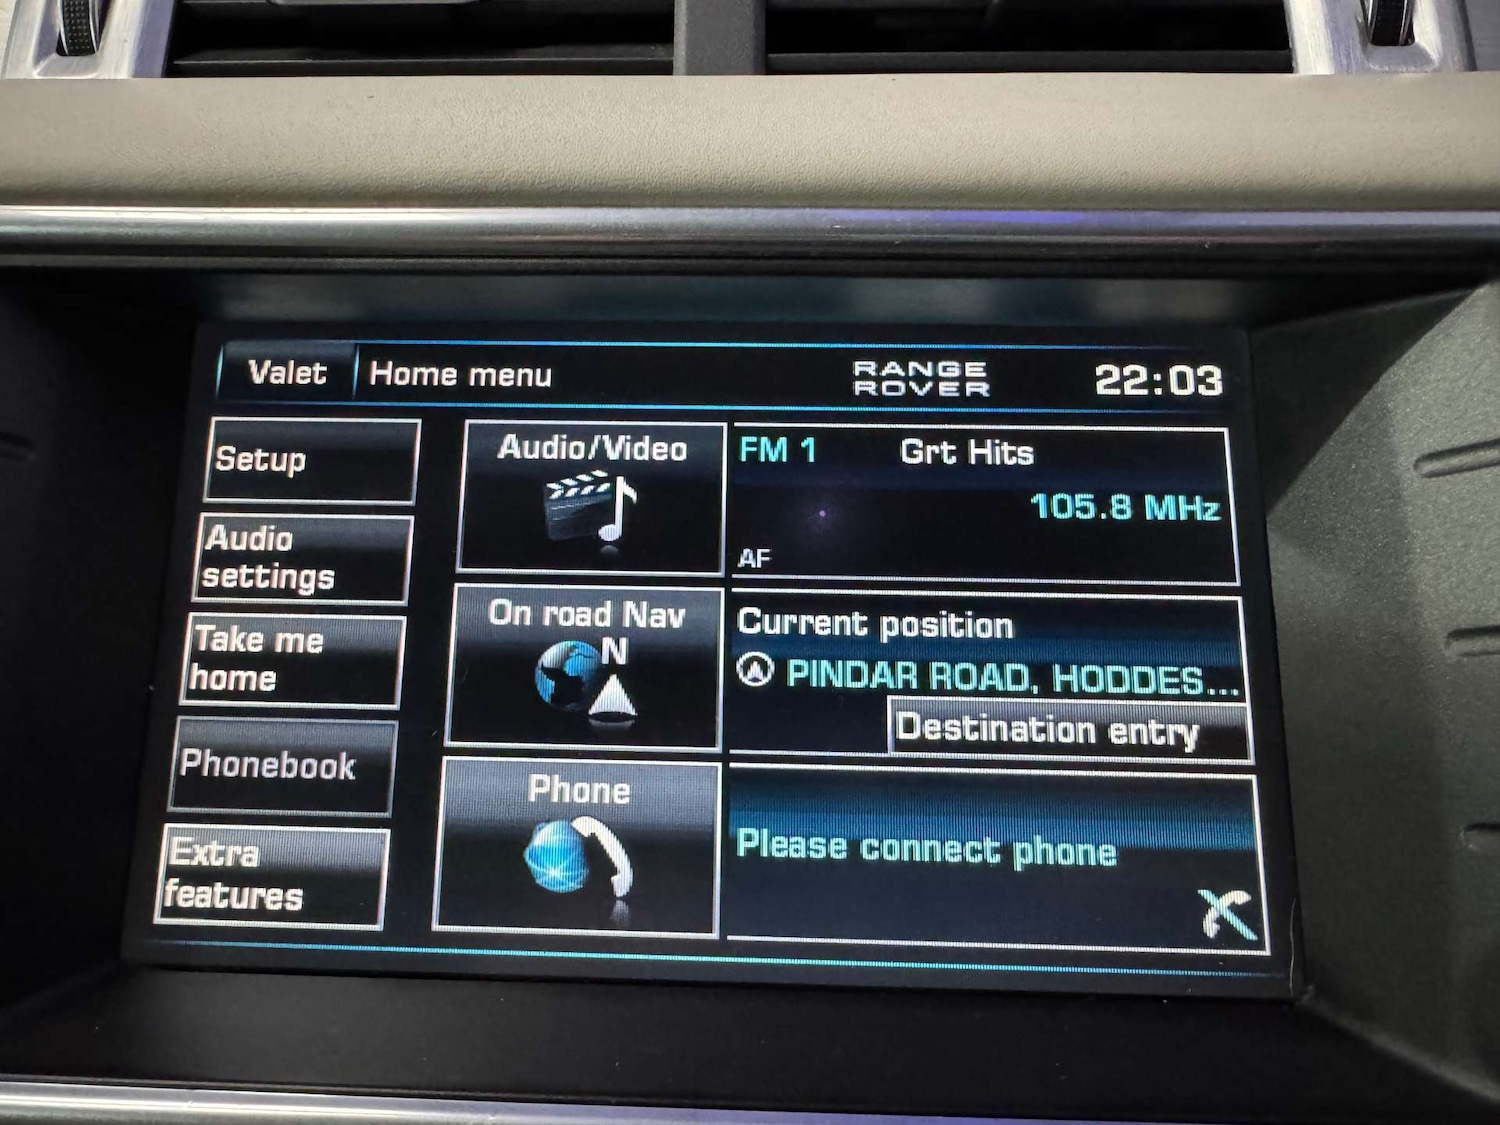 Valet
Home menu
RANGE
ROVER
22:03
Setup
Audio
settings
Take me
home
Phonebook
Extra
features
Audio/Video
On road Nav
N
Phone
FM 1
Grt Hits
105.8 MHz
AF
Current position
PINDAR ROAD, HODDES...
Destination entry
Please connect phone